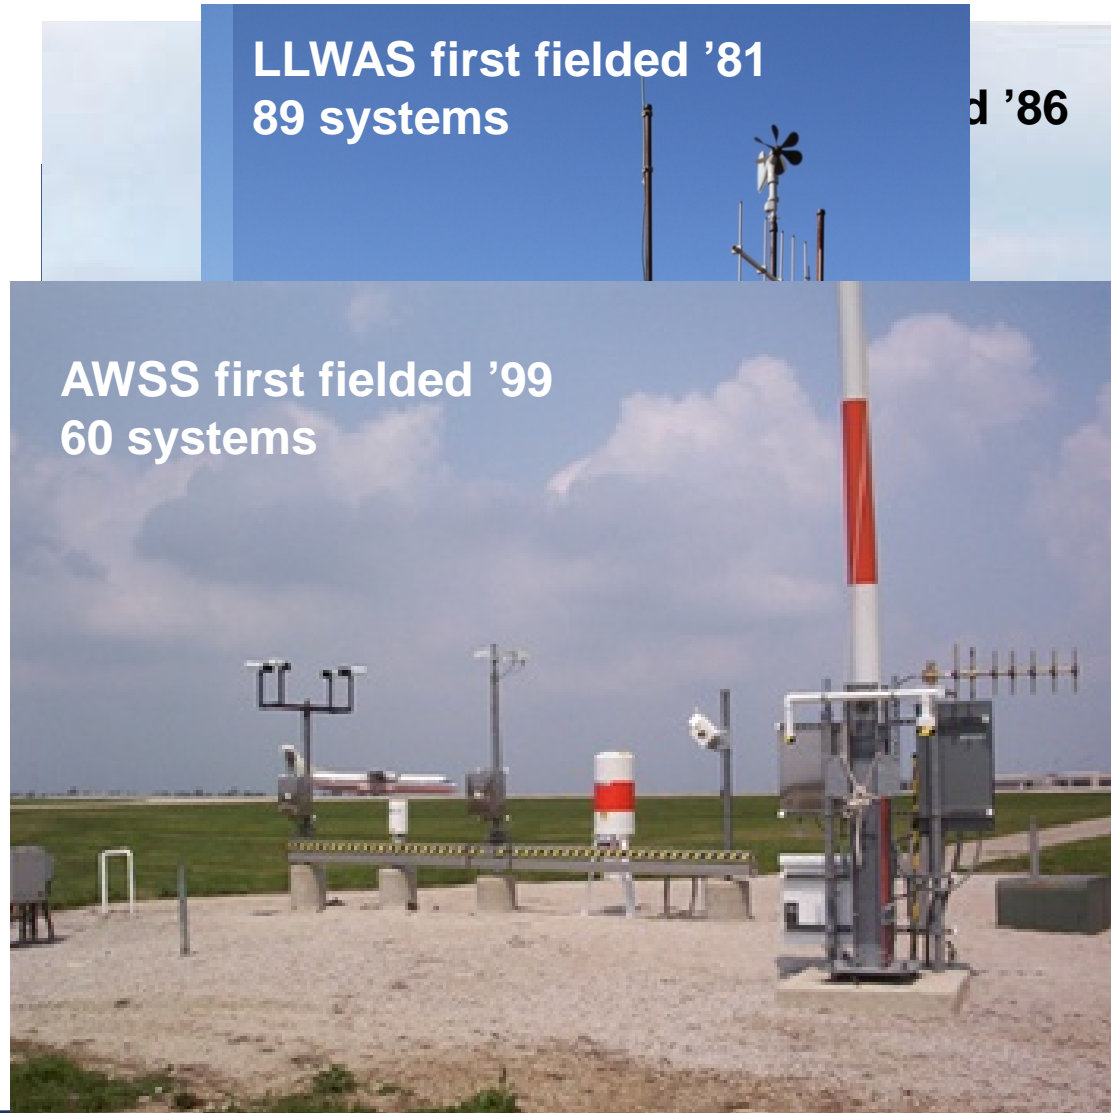 LLWAS first fielded ’81
89 systems
d ’86
AWSS first fielded ’99
60 systems